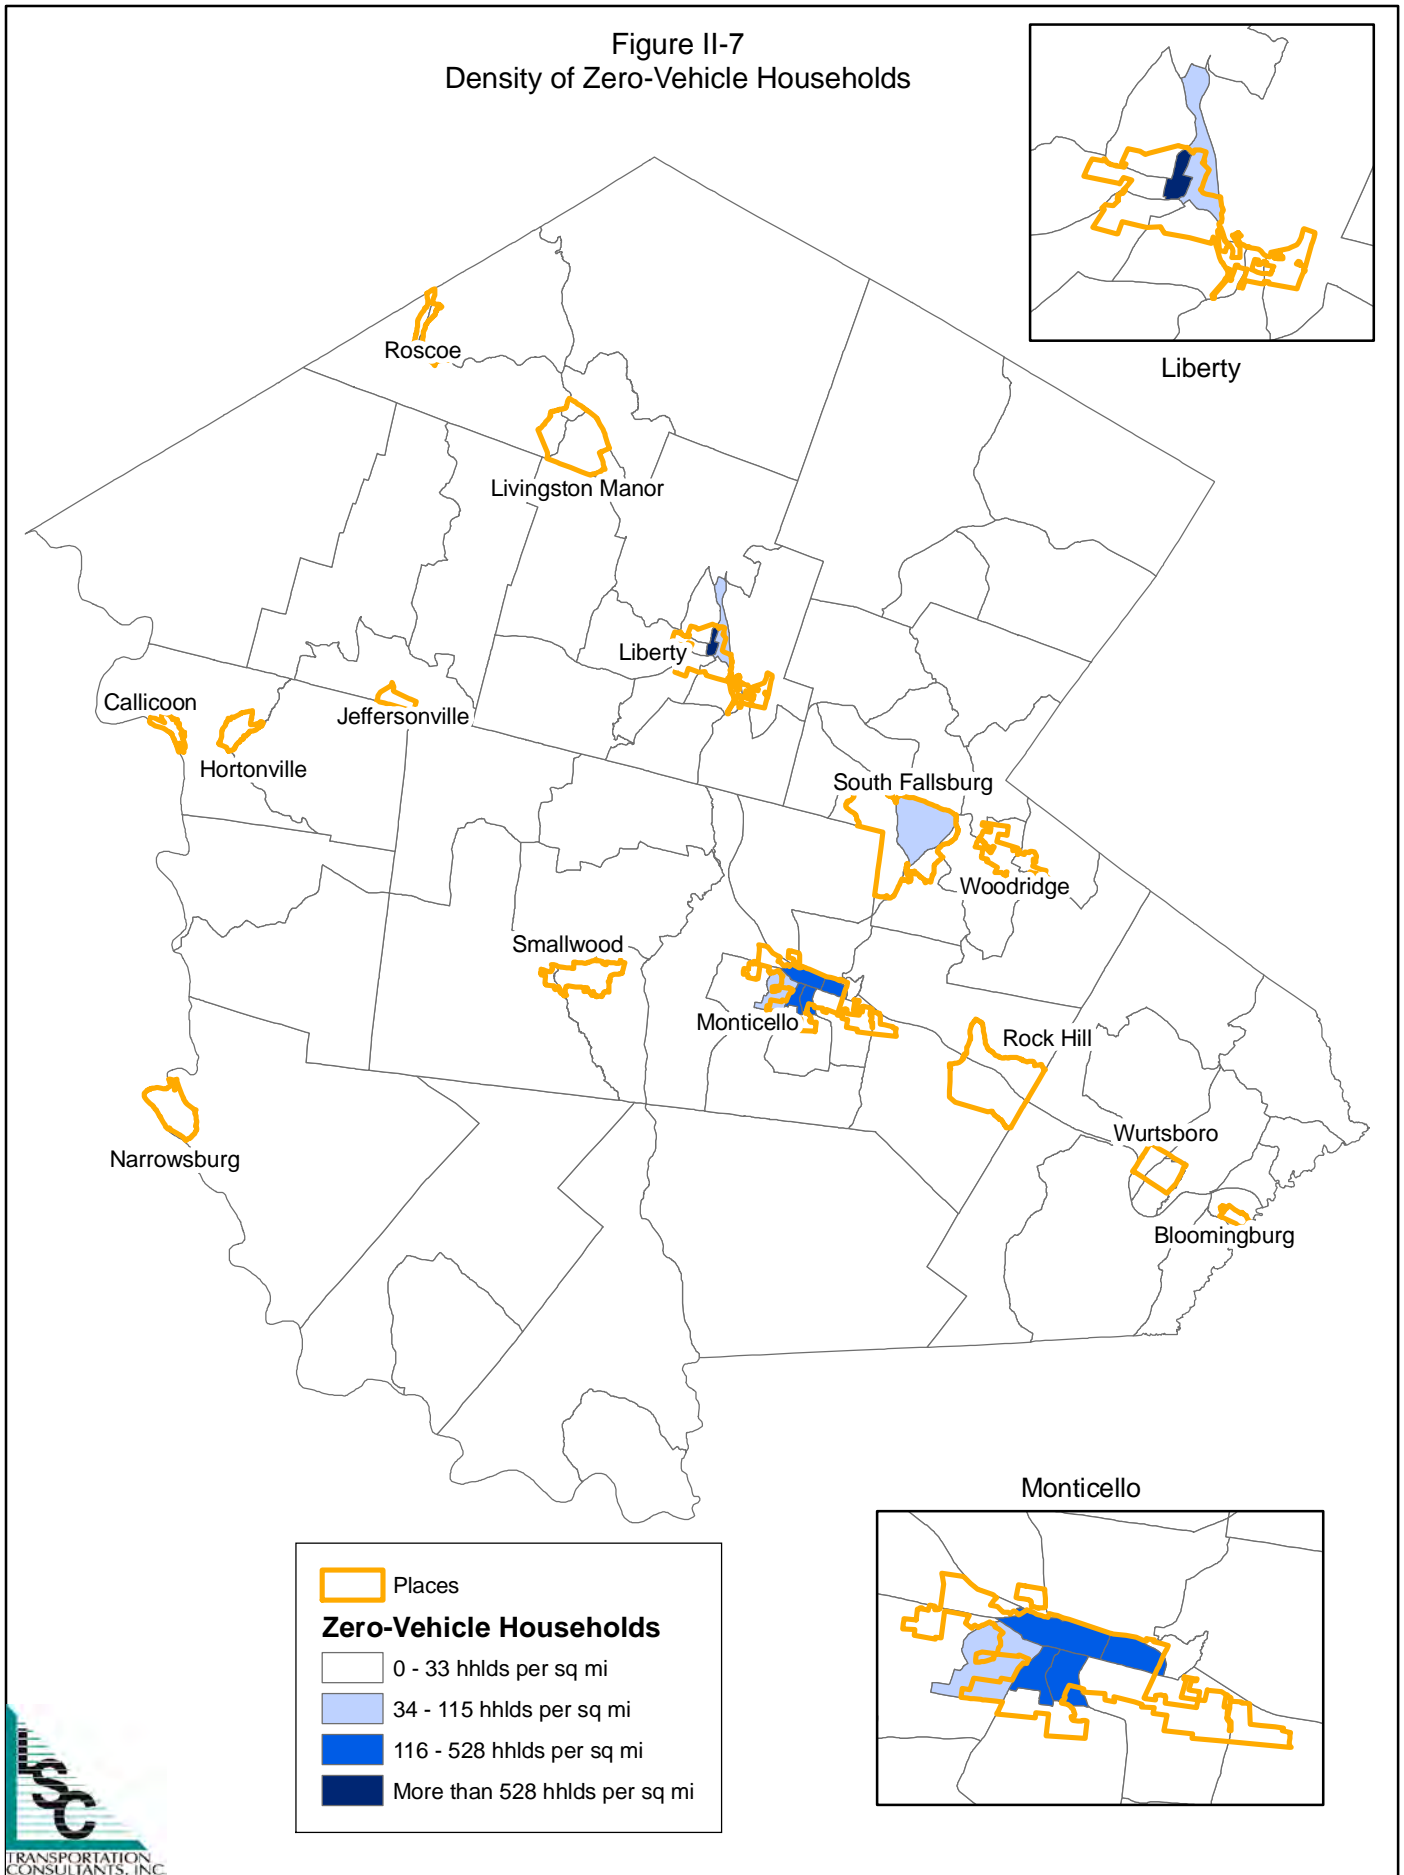 Figure II-7
Density of Zero-Vehicle Households
Liberty
Roscoe
Livingston Manor
Liberty
Callicoon
Jeffersonville
Hortonville
South Fallsburg
Woodridge
Smallwood
Monticello
Rock Hill
Narrowsburg
Wurtsboro
Bloomingburg
Monticello
Places
Zero-Vehicle Households
0 - 33 hhlds per sq mi
34 - 115 hhlds per sq mi
116 - 528 hhlds per sq mi
More than 528 hhlds per sq mi
LSC
TRANSPORTATION
CONSULTANTS, INC.